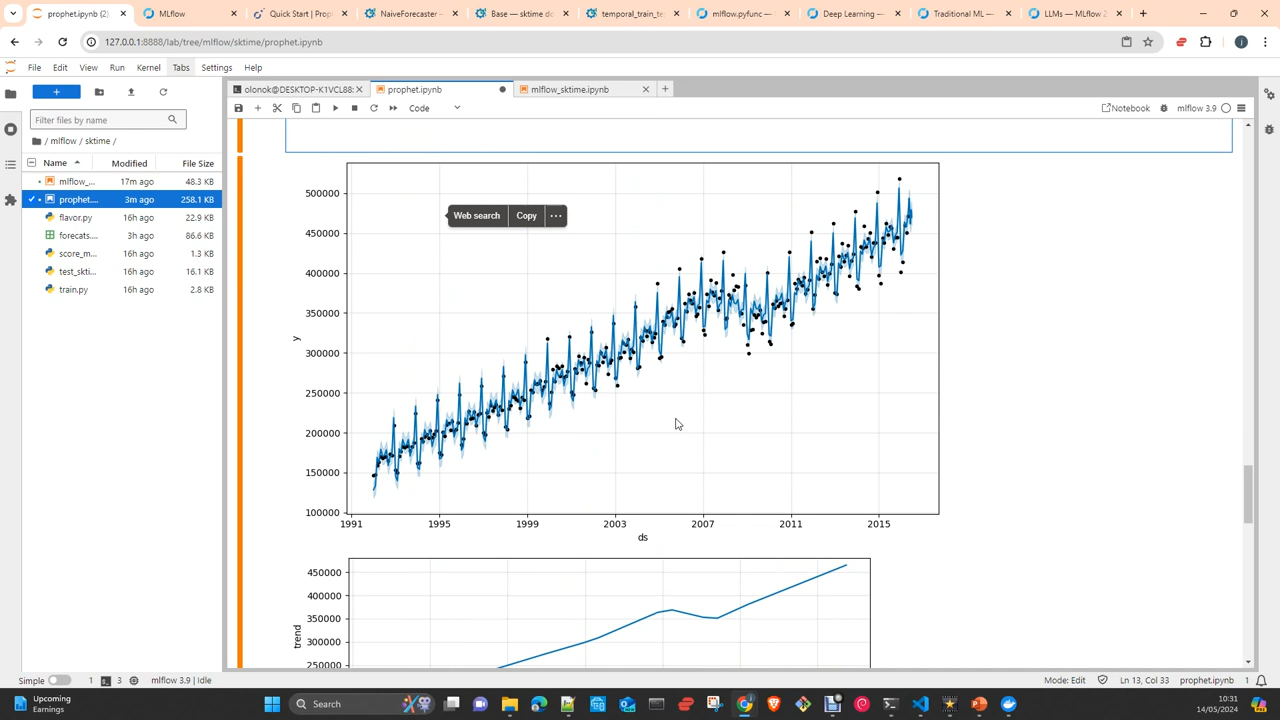 prophet.ipynb (2)
MLflow
Quick Start | Prop
NaiveForecaster —
Base — sktime do
temporal_train_te
mlflow.pyfunc —
Deep Learning —
Traditional ML —
LLMs — MLflow 2
127.0.0.1:8888/lab/tree/mlflow/sktime/prophet.ipynb
File Edit View Run Kernel Tabs Settings Help
olonok@DESKTOP-K1VCL88:
prophet.ipynb
mlflow_sktime.ipynb
Code
Notebook
mlflow 3.9
Filter files by name
/ mlflow / sktime /
Name Modified File Size
mlflow_... 17m ago 48.3 KB
prophet.... 3m ago 258.1 KB
flavor.py 16h ago 22.9 KB
forecats.... 3h ago 86.6 KB
score_m... 16h ago 1.3 KB
test_skti... 16h ago 16.1 KB
train.py 16h ago 2.8 KB
Web search Copy ...
500000
450000
400000
350000
300000
250000
200000
150000
100000
y
1991 1995 1999 2003 2007 2011 2015
ds
450000
400000
350000
300000
250000
trend
Simple 1 3 mlflow 3.9 | Idle
Mode: Edit Ln 13, Col 33 prophet.ipynb 1
Upcoming
Earnings
Search
10:31
14/05/2024